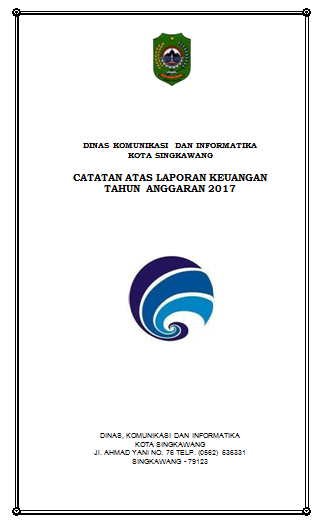 DINAS KOMUNIKASI DAN INFORMATIKA
KOTA SINGKAWANG
CATATAN ATAS LAPORAN KEUANGAN
TAHUN ANGGARAN 2017
DINAS, KOMUNIKASI DAN INFORMATIKA
KOTA SINGKAWANG
Jl. AHMAD YANI NO. 76 TELP. (0562) 636331
SINGKAWANG - 79123